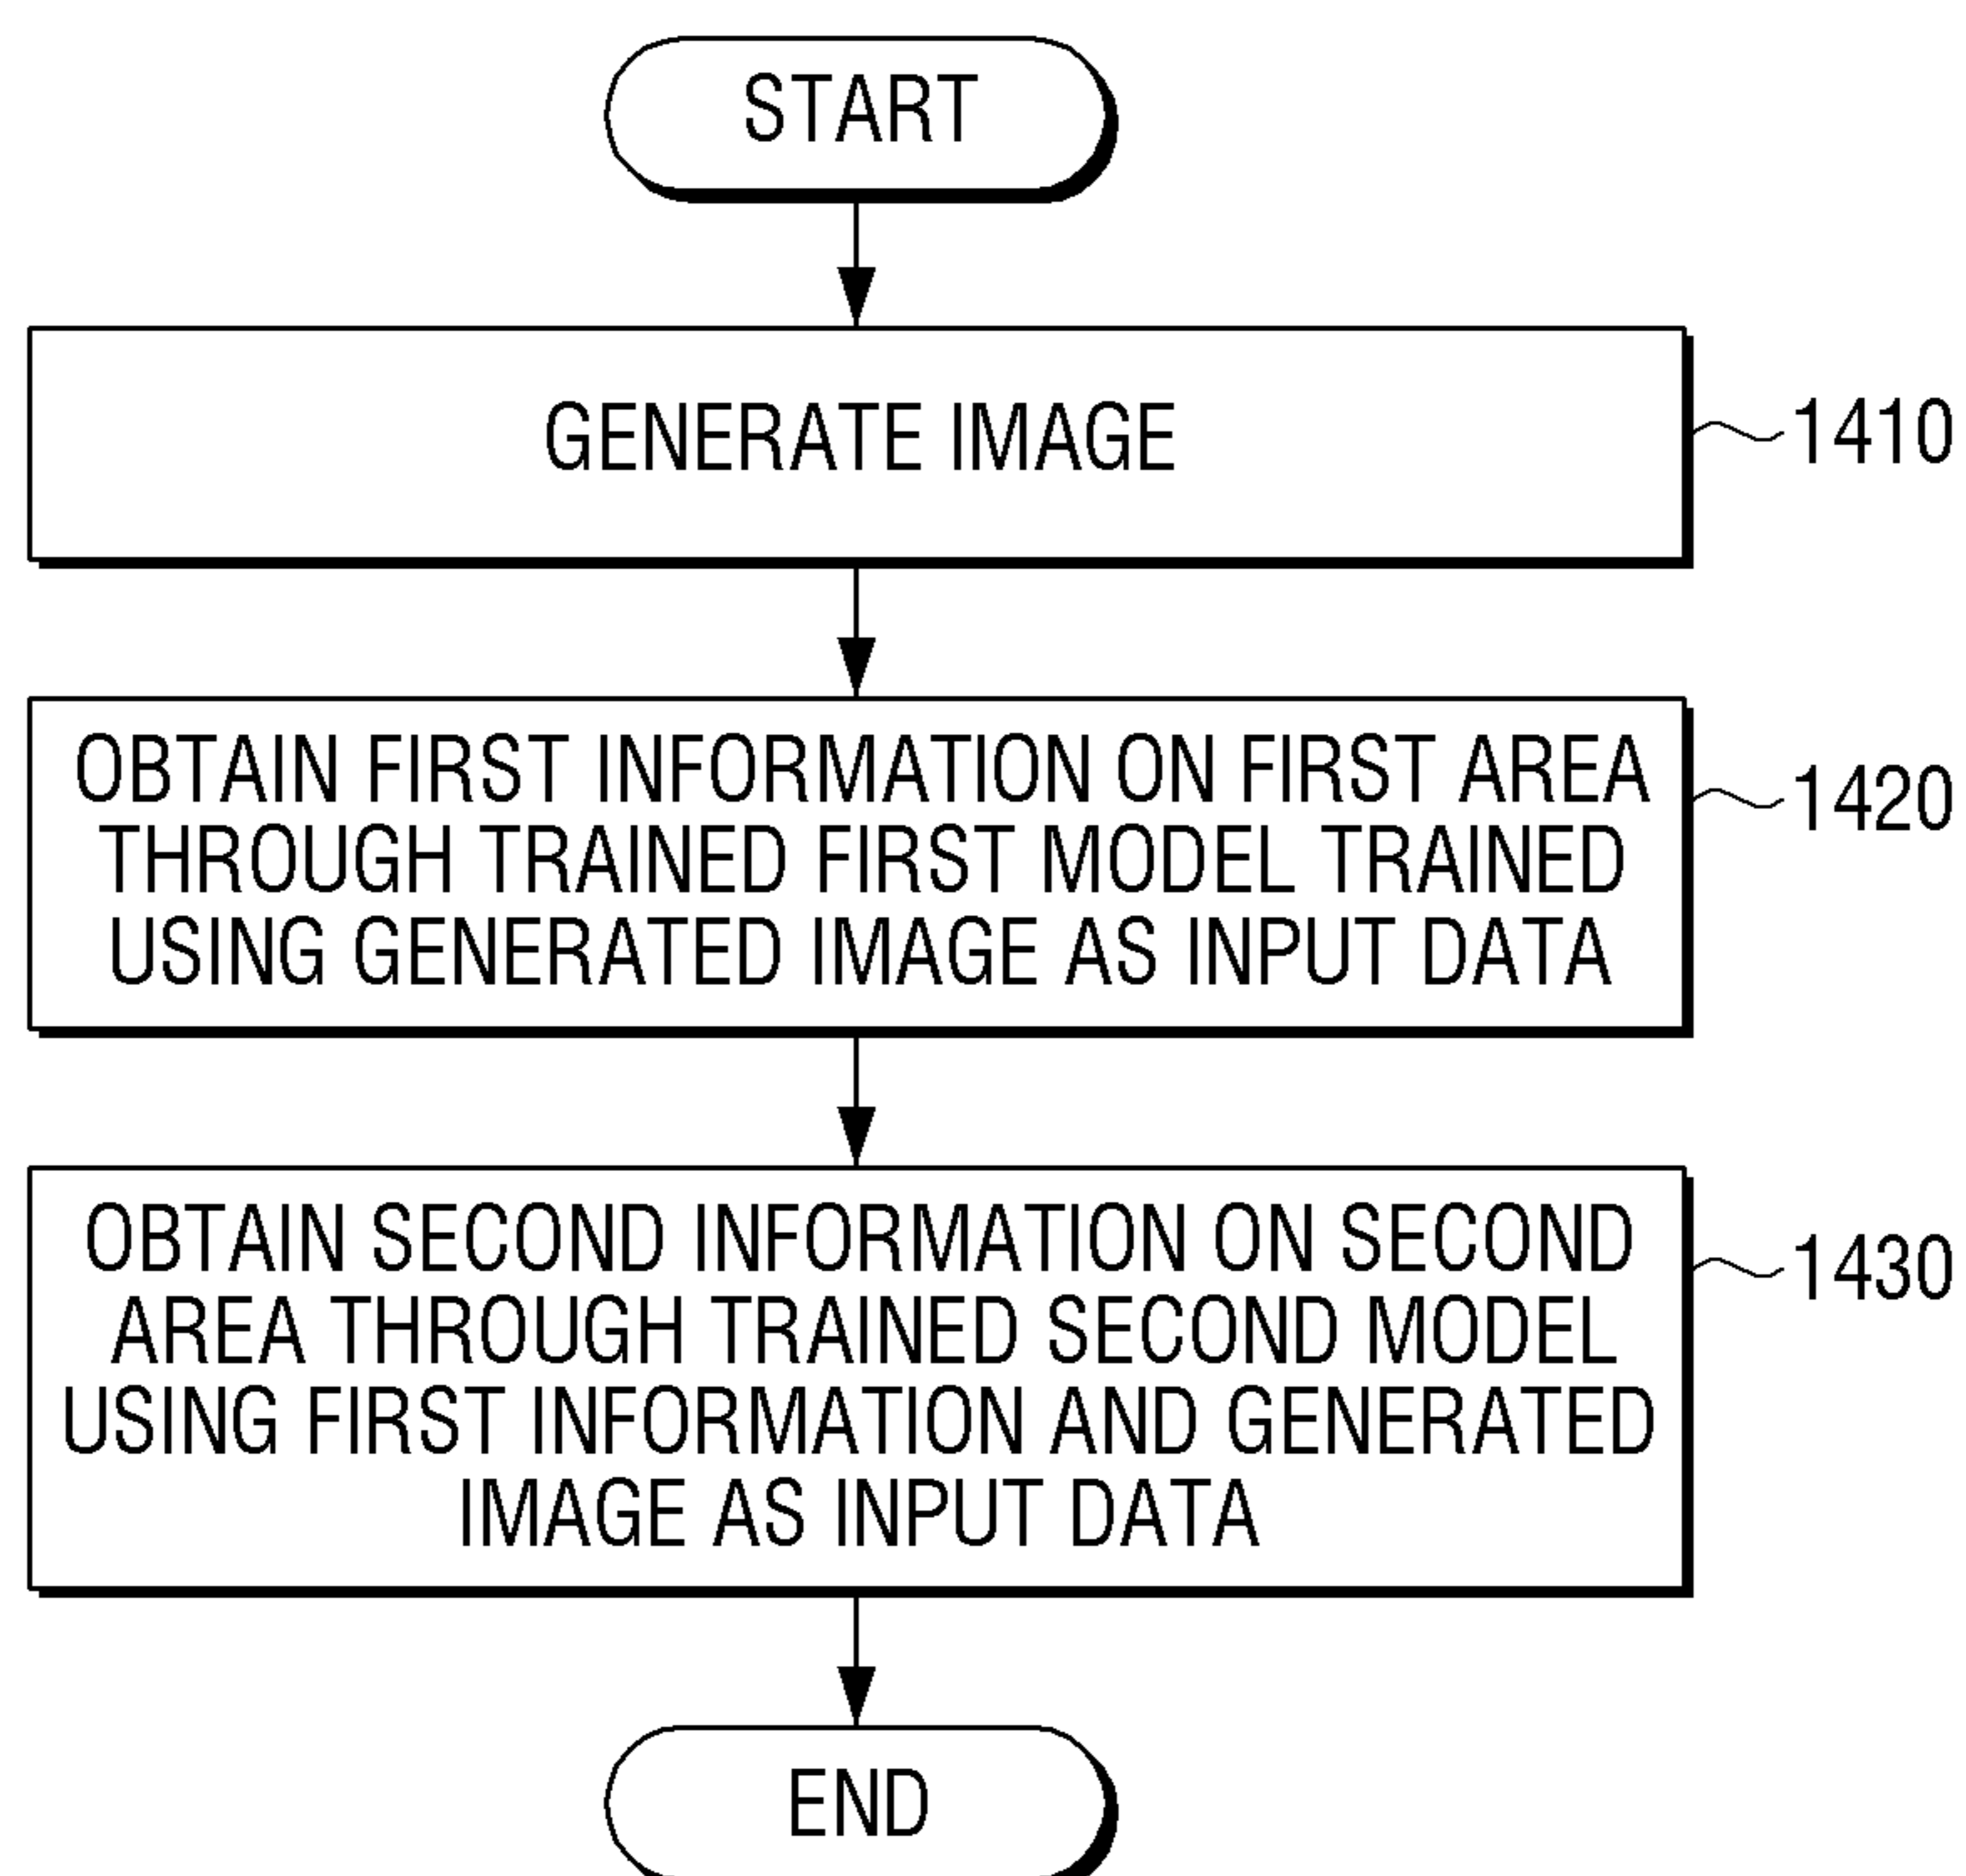 START
GENERATE IMAGE
1410
OBTAIN FIRST INFORMATION ON FIRST AREA
THROUGH TRAINED FIRST MODEL TRAINED
USING GENERATED IMAGE AS INPUT DATA
1420
OBTAIN SECOND INFORMATION ON SECOND
AREA THROUGH TRAINED SECOND MODEL
USING FIRST INFORMATION AND GENERATED
IMAGE AS INPUT DATA
1430
END